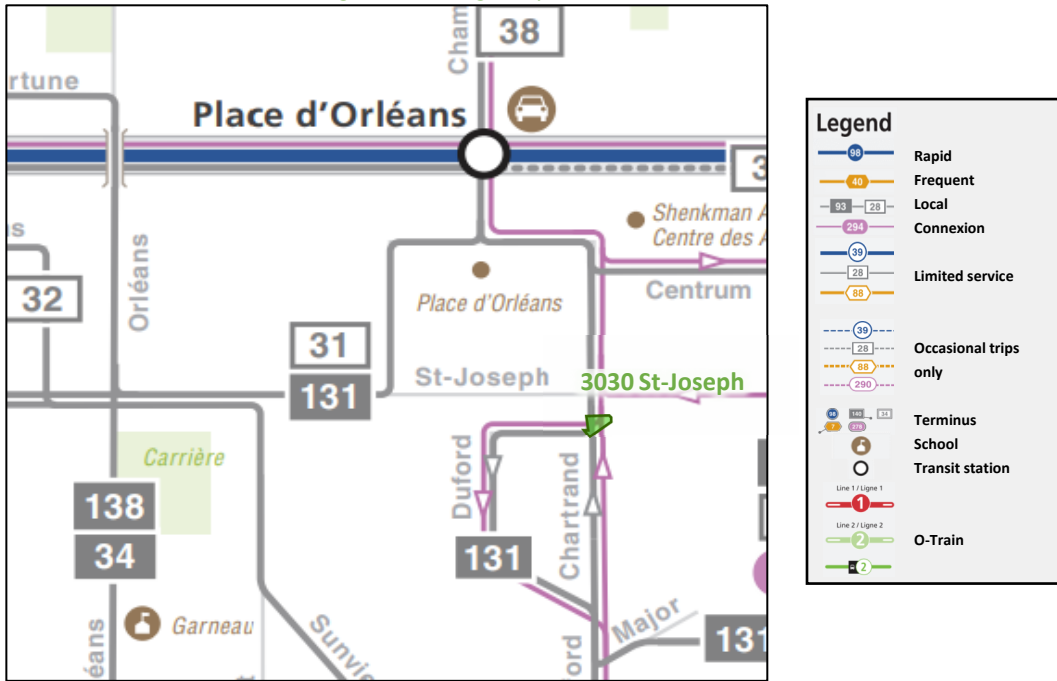 38
Cham
rtune
Place d'Orléans
3
Shenkman A
Centre des A
s
Orléans
Place d'Orléans
Centrum
32
31
131
St-Joseph
3030 St-Joseph
Carrière
Duford
Chartrand
138
34
131
Garneau
Sunvie
Major
131
éans
ord
Legend
98
Rapid
40
Frequent
93
28
Local
294
Connexion
39
28
Limited service
88
39
28
Occasional trips
88
only
290
Terminus
School
Transit station
Line 1 / Ligne 1
1
Line 2 / Ligne 2
2
O-Train
2